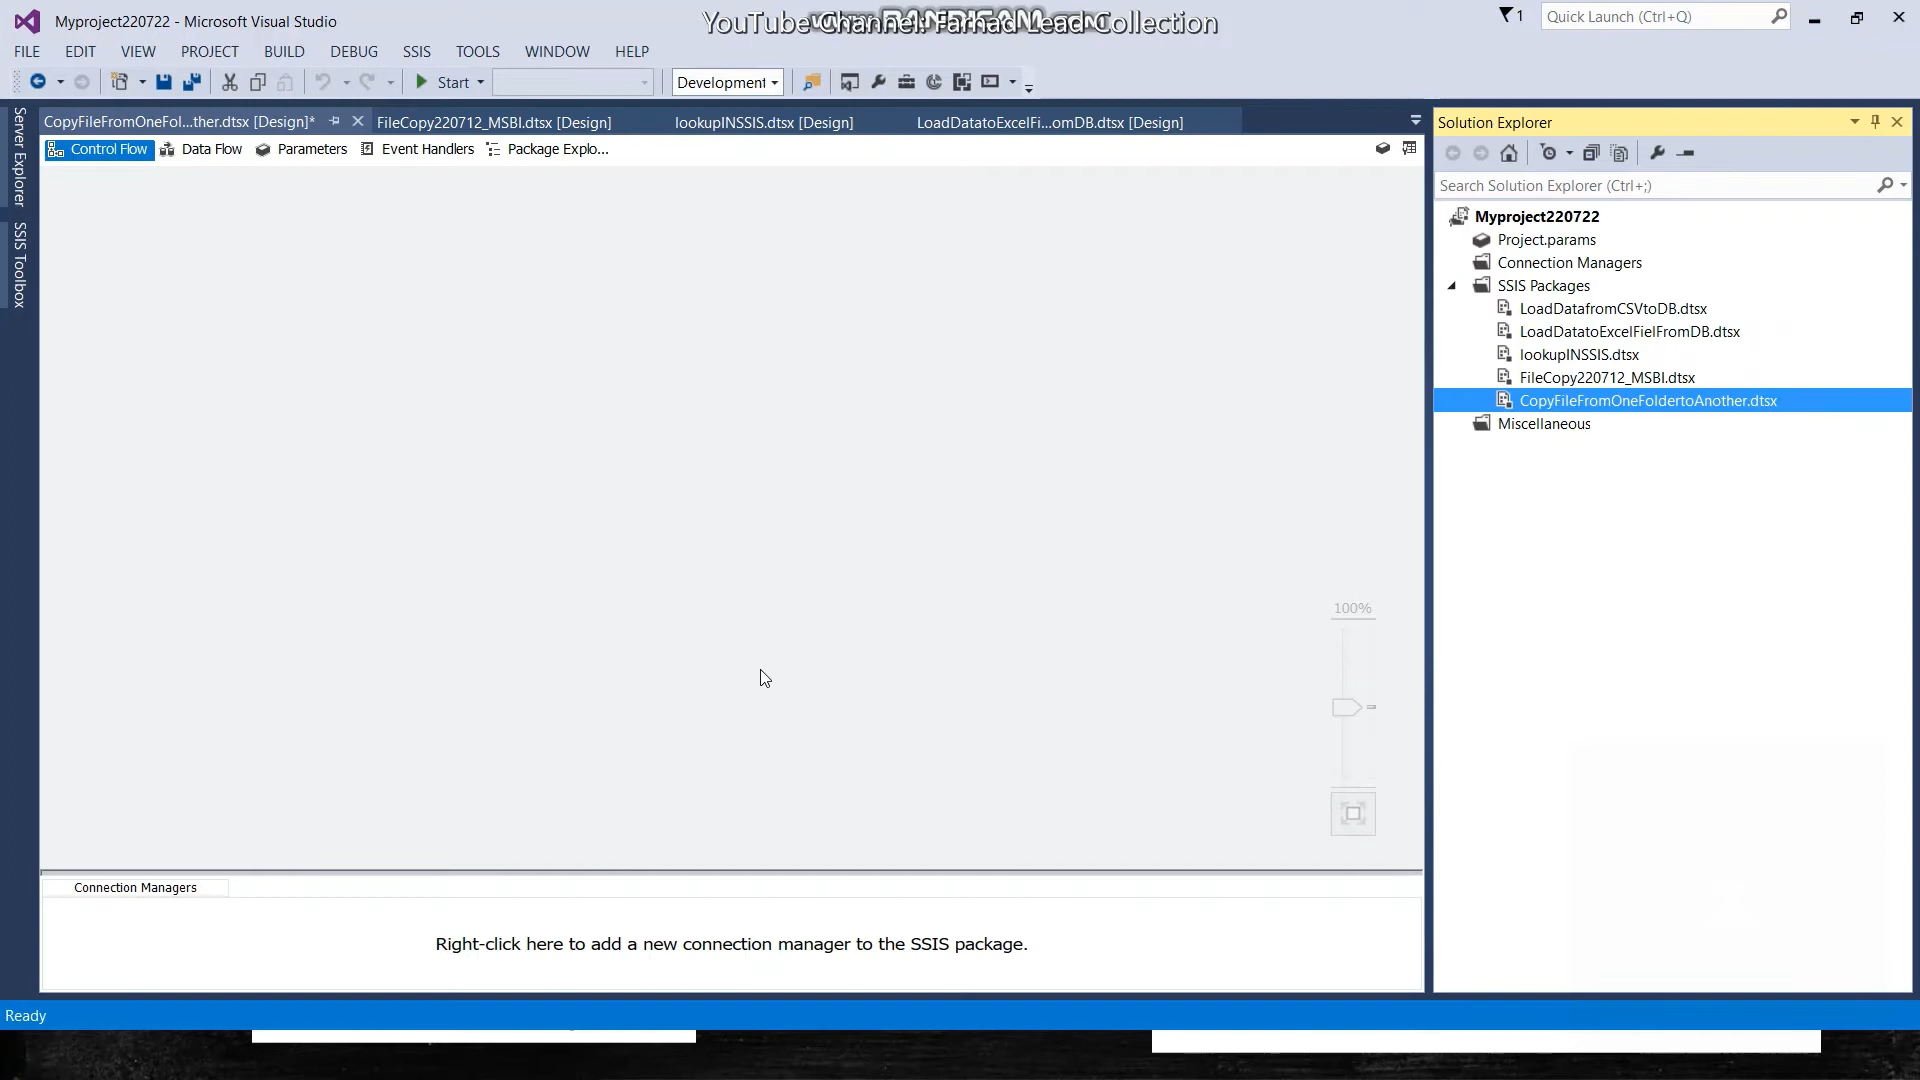 Myproject220722 - Microsoft Visual Studio
YouTube Channel: Farhad Lead Collection
1
Quick Launch (Ctrl+Q)
FILE EDIT VIEW PROJECT BUILD DEBUG SSIS TOOLS WINDOW HELP
Start
Development
Server Explorer
SSIS Toolbox
CopyFileFromOneFol...ther.dtsx [Design]*
FileCopy220712_MSBI.dtsx [Design]
lookupINSSIS.dtsx [Design]
LoadDatatoExcelFi...omDB.dtsx [Design]
Control Flow
Data Flow
Parameters
Event Handlers
Package Explo...
100%
Connection Managers
Right-click here to add a new connection manager to the SSIS package.
Solution Explorer
Search Solution Explorer (Ctrl+;)
Myproject220722
Project.params
Connection Managers
SSIS Packages
LoadDatafromCSVtoDB.dtsx
LoadDatatoExcelFielFromDB.dtsx
lookupINSSIS.dtsx
FileCopy220712_MSBI.dtsx
CopyFileFromOneFoldertoAnother.dtsx
Miscellaneous
Ready